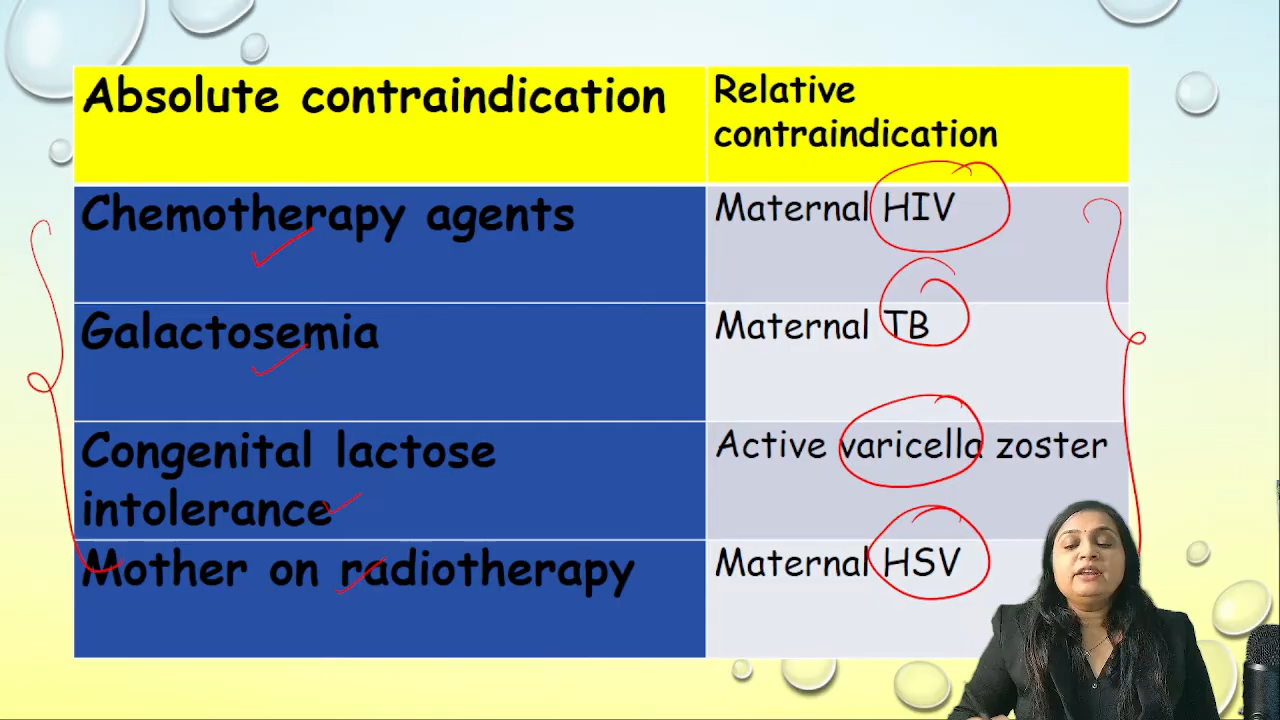 Absolute contraindication
Relative
contraindication
Chemotherapy agents
Maternal HIV
Galactosemia
Maternal TB
Congenital lactose
intolerance
Active varicella zoster
Mother on radiotherapy
Maternal HSV